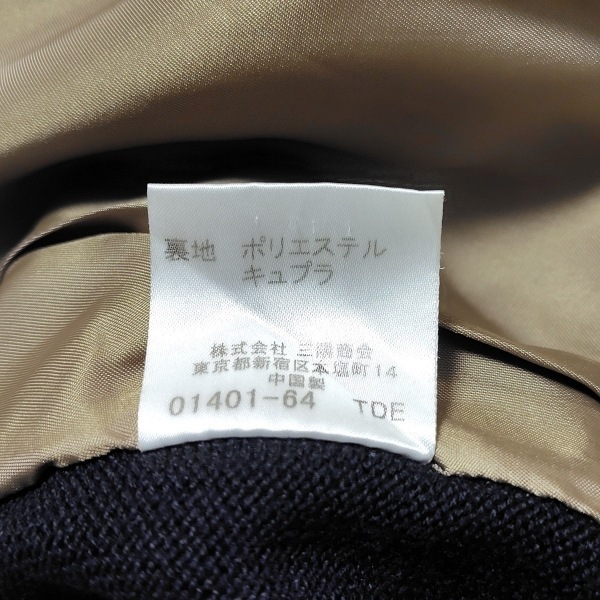 裏地 ポリエステル
キュプラ
株式会社 三陽商会
東京都新宿区本塩町14
中国製
01401-64 TDE